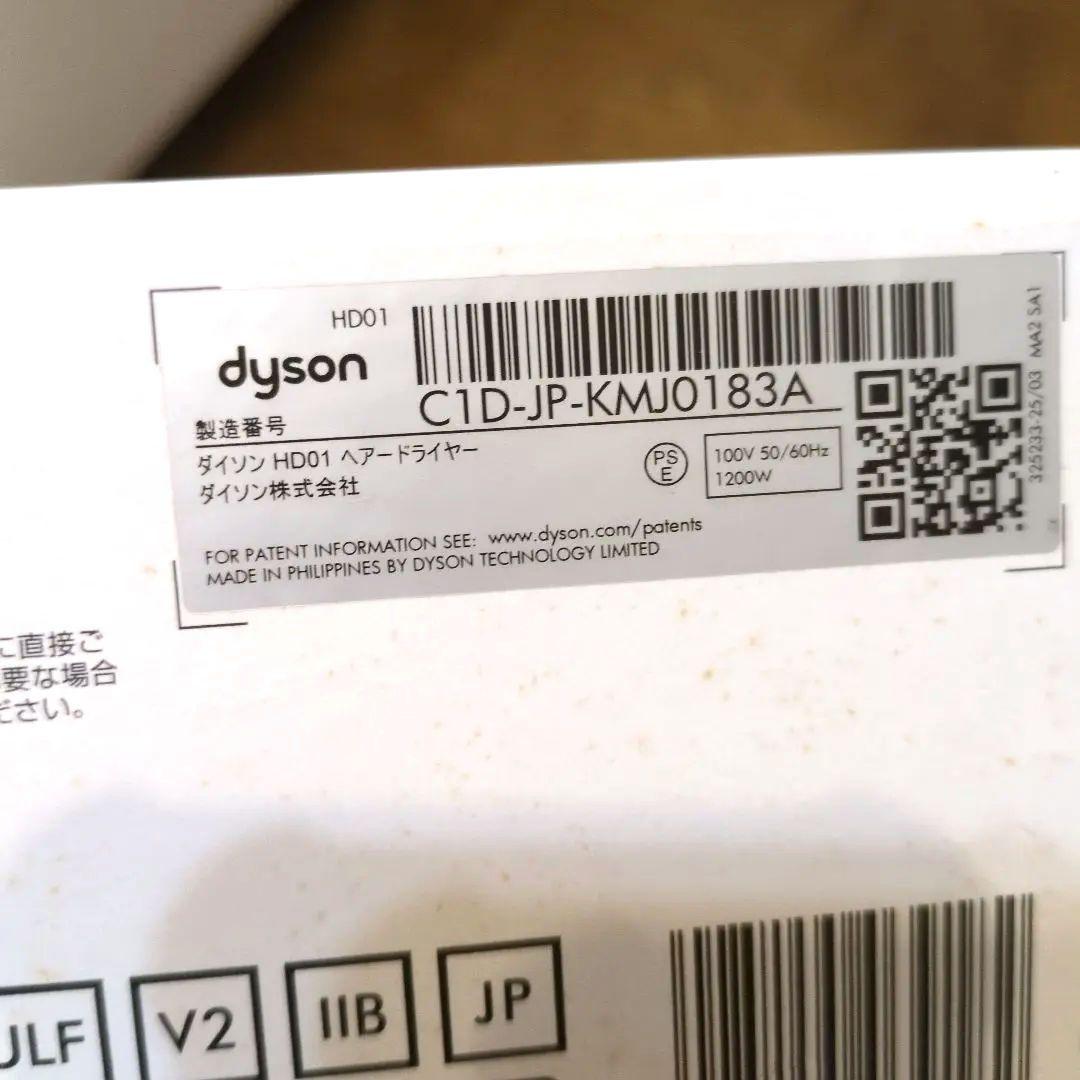 HD01
dyson
C1D-JP-KMJ0183A
製造番号
ダイソン HD01 ヘアードライヤー
ダイソン株式会社
PS
E
100V 50/60Hz
1200W
FOR PATENT INFORMATION SEE: www.dyson.com/patents
MADE IN PHILIPPINES BY DYSON TECHNOLOGY LIMITED
325233-25/03 MA2 SA1
に直接ご
要な場合
ださい。
JLF
V2
IIB
JP